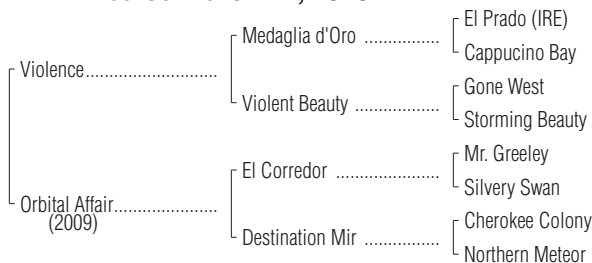 El Prado (IRE)
Medaglia d'Oro ................
Cappucino Bay
Violence............................
Gone West
Violent Beauty ..................
Storming Beauty
Mr. Greeley
El Corredor ......................
Silvery Swan
Orbital Affair......................
(2009)
Cherokee Colony
Destination Mir ................
Northern Meteor